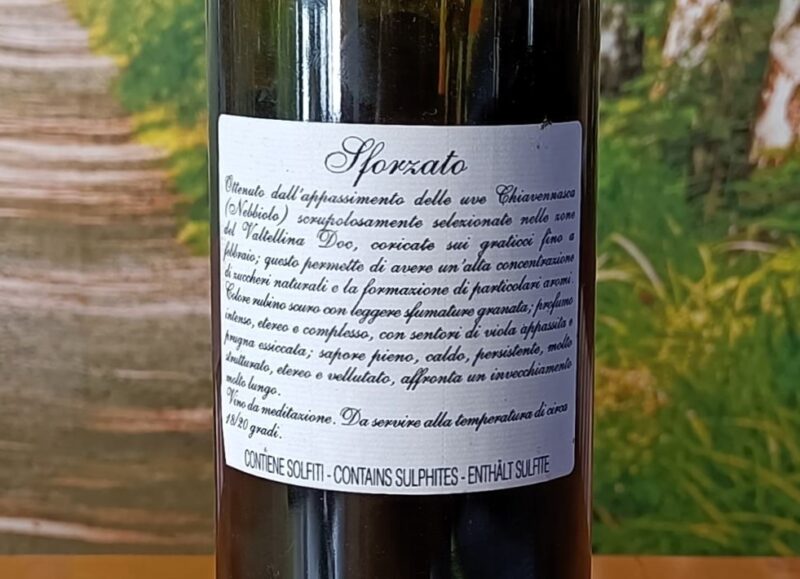 Sforzato
Ottenuto dall'appassimento delle uve Chiavennasca
(Nebbiolo) scrupolosamente selezionate nelle zone
del Valtellina Doc, coricate sui graticci fino a
febbraio; questo permette di avere un'alta concentrazione
di zuccheri naturali e la formazione di particolari aromi.
Colore rubino scuro con leggere sfumature granata; profumo
intenso, etereo e complesso, con sentori di viola appassita e
prugna essiccata; sapore pieno, caldo, persistente, molto
strutturato, etereo e vellutato, affronta un invecchiamento
molto lungo.
Vino da meditazione. Da servire alla temperatura di circa
18/20 gradi.
CONTIENE SOLFITI - CONTAINS SULPHITES - ENTHÄLT SULFITE